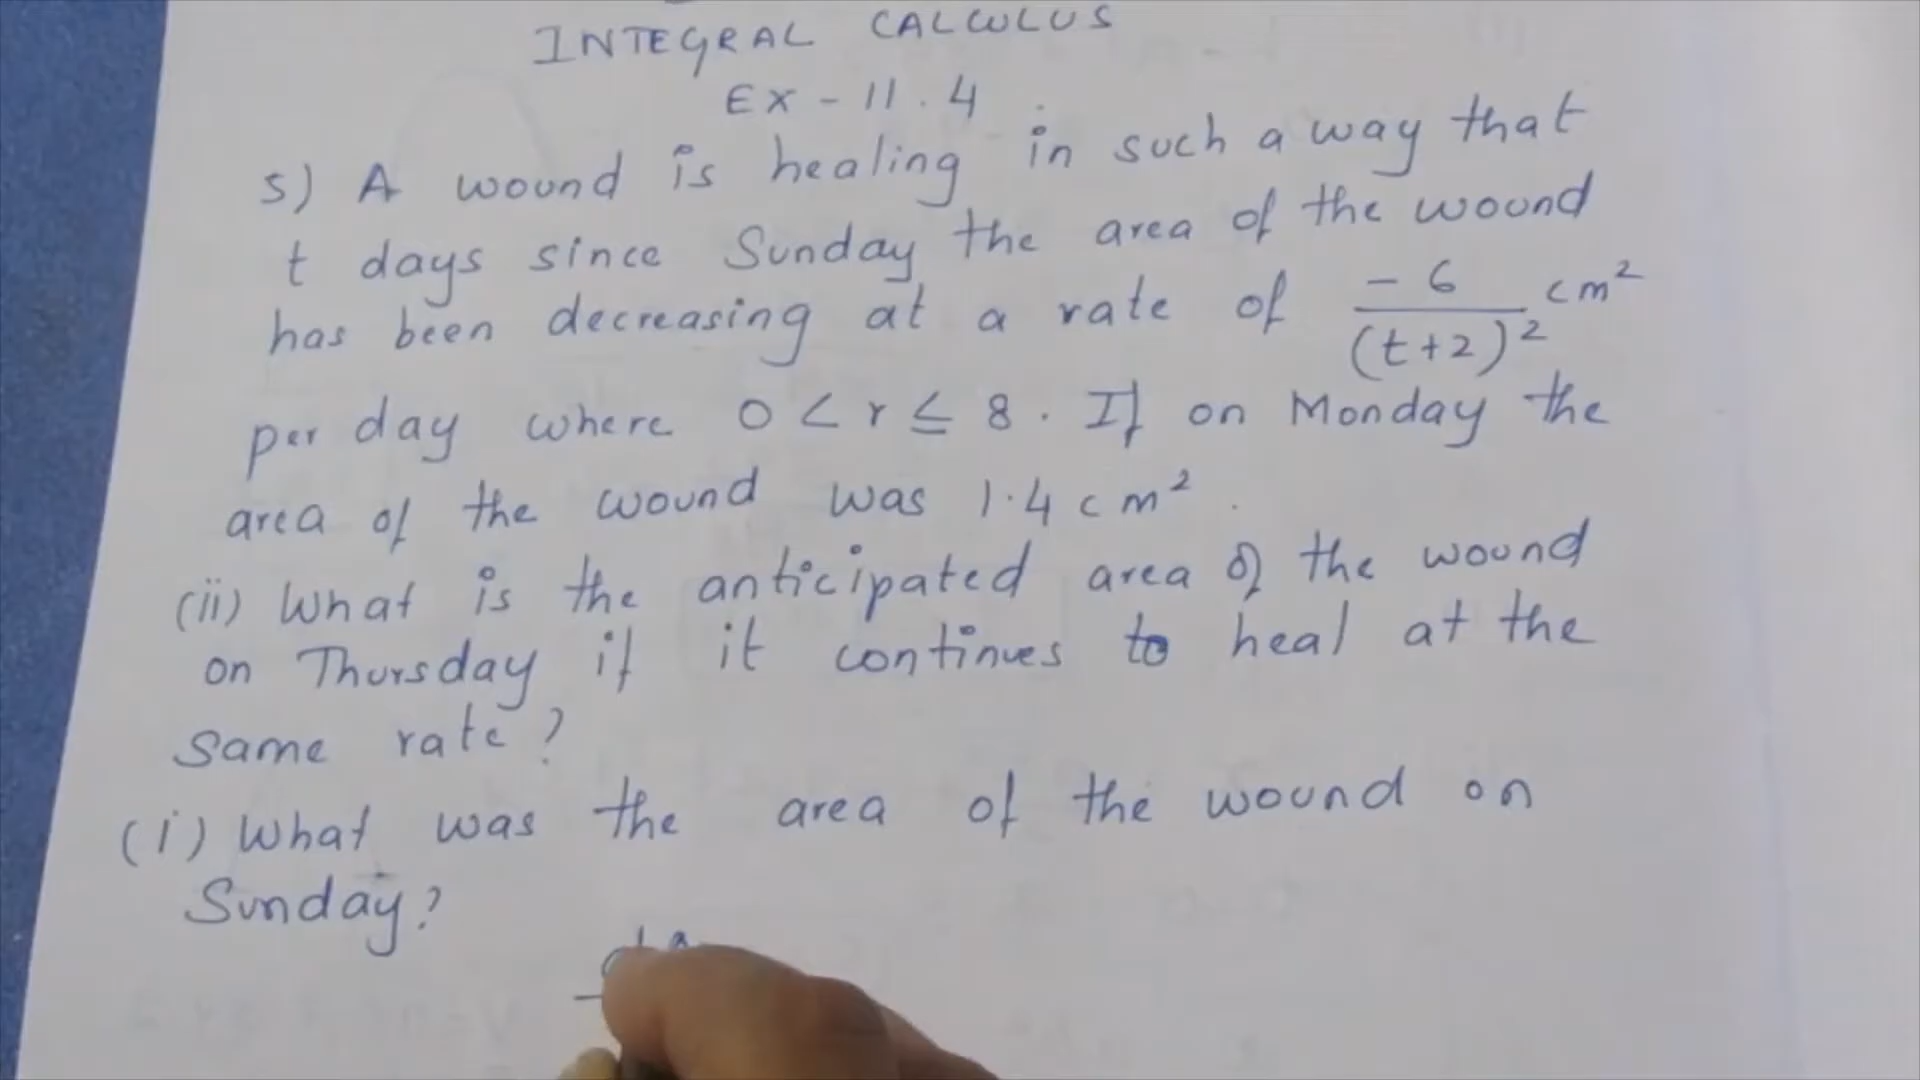 INTEGRAL CALCULUS
EX - 11.4
5) A wound is healing in such a way that
t days since Sunday the area of the wound
has been decreasing at a rate of -6/(t+2)² cm²
per day where 0 < r ≤ 8. If on Monday the
area of the wound was 1.4 cm².
(ii) What is the anticipated area of the wound
on Thursday if it continues to heal at the
same rate?
(i) What was the area of the wound on
Sunday?